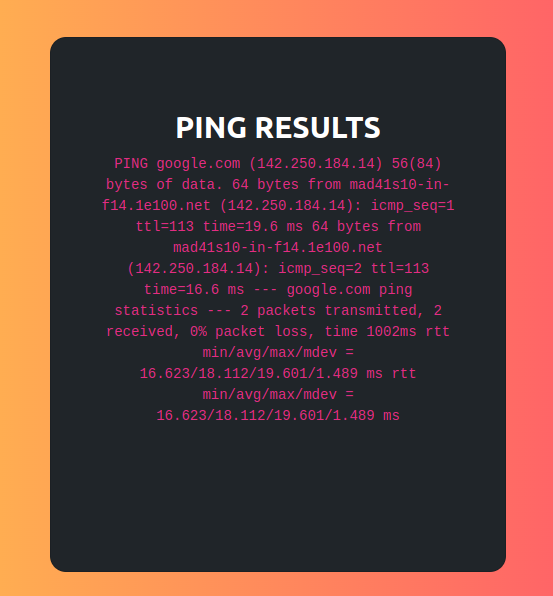 PING RESULTS
PING google.com (142.250.184.14) 56(84)
bytes of data. 64 bytes from mad41s10-in-
f14.1e100.net (142.250.184.14): icmp_seq=1
ttl=113 time=19.6 ms 64 bytes from
mad41s10-in-f14.1e100.net
(142.250.184.14): icmp_seq=2 ttl=113
time=16.6 ms --- google.com ping
statistics --- 2 packets transmitted, 2
received, 0% packet loss, time 1002ms rtt
min/avg/max/mdev =
16.623/18.112/19.601/1.489 ms rtt
min/avg/max/mdev =
16.623/18.112/19.601/1.489 ms